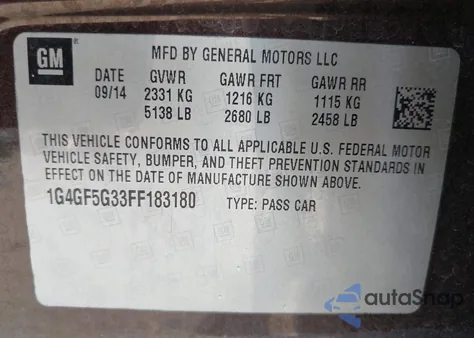 GM
MFD BY GENERAL MOTORS LLC
DATE GVWR GAWR FRT GAWR RR
09/14 2331 KG 1216 KG 1115 KG
5138 LB 2680 LB 2458 LB
THIS VEHICLE CONFORMS TO ALL APPLICABLE U.S. FEDERAL MOTOR
VEHICLE SAFETY, BUMPER, AND THEFT PREVENTION STANDARDS IN
EFFECT ON THE DATE OF MANUFACTURE SHOWN ABOVE.
1G4GF5G33FF183180 TYPE: PASS CAR
autoSnap